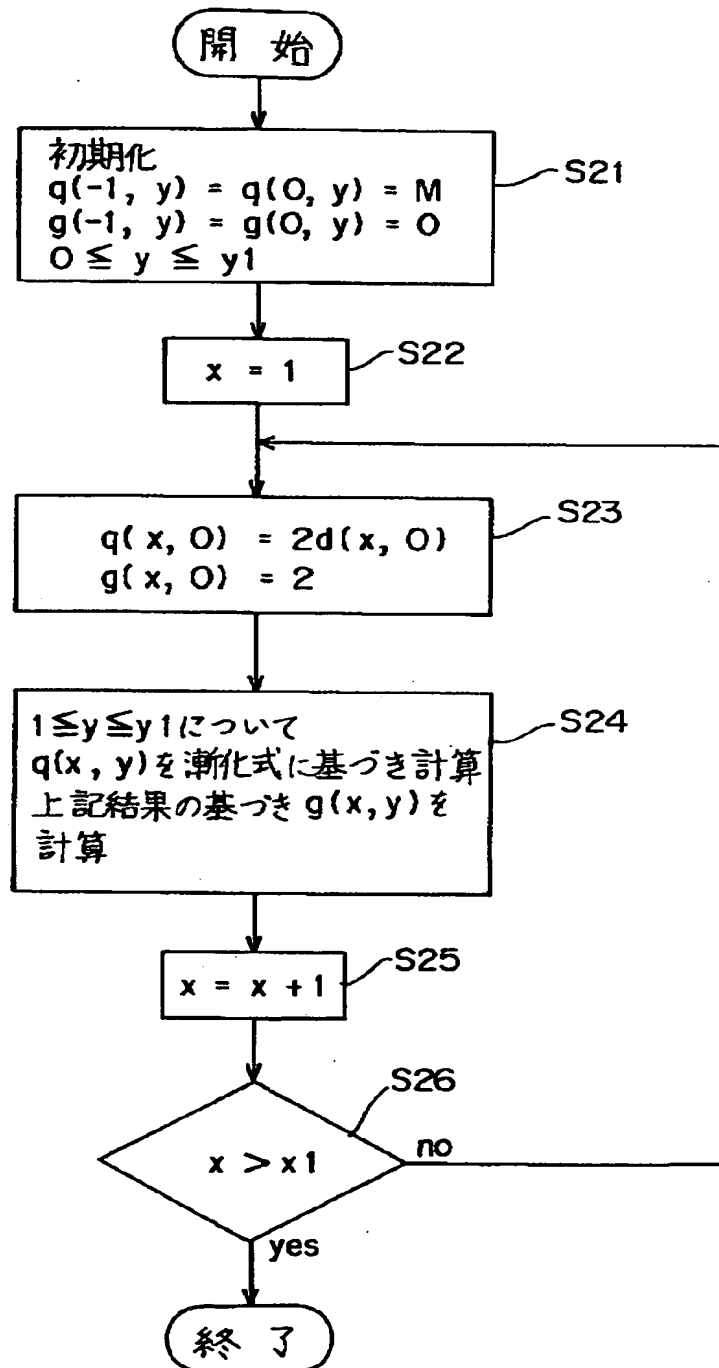 開 始
初期化
q(-1, y) = q(0, y) = M
g(-1, y) = g(0, y) = 0
0 ≦ y ≦ y1
S21
x = 1
S22
q(x, 0) = 2d(x, 0)
g(x, 0) = 2
S23
1≦y≦y1について
q(x, y)を漸化式に基づき計算
上記結果の基づきg(x,y)を
計算
S24
x = x + 1
S25
x > x1
S26
no
yes
終 了